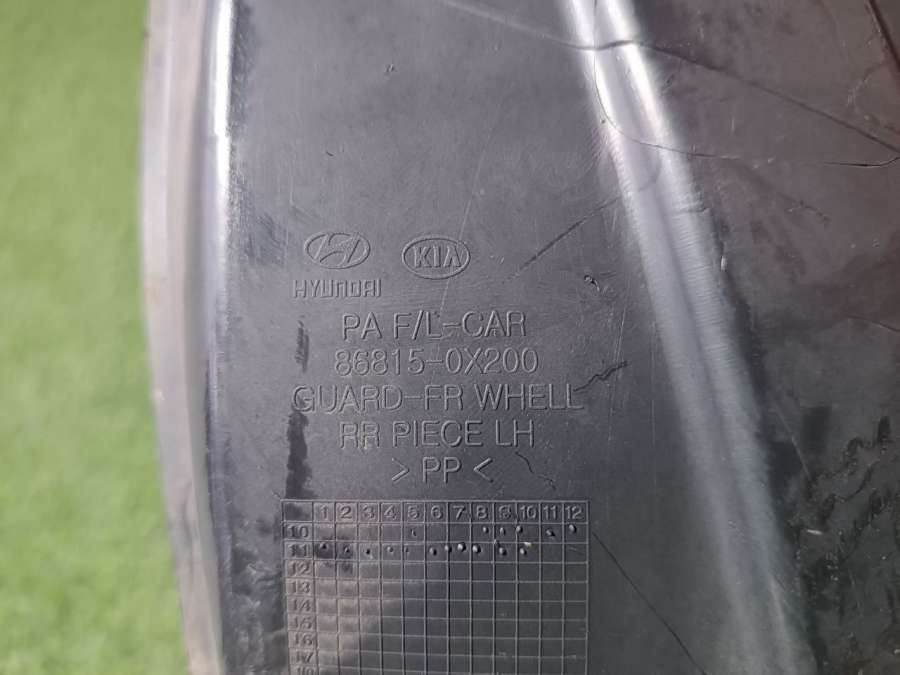 KIA
HYUNDAI
PA F/L-CAR
86815-0X200
GUARD-FR WHELL
RR PIECE LH
>PP<
1 2 3 4 5 6 7 8 9 10 11 12
10
11
12
13
14
15
16
17